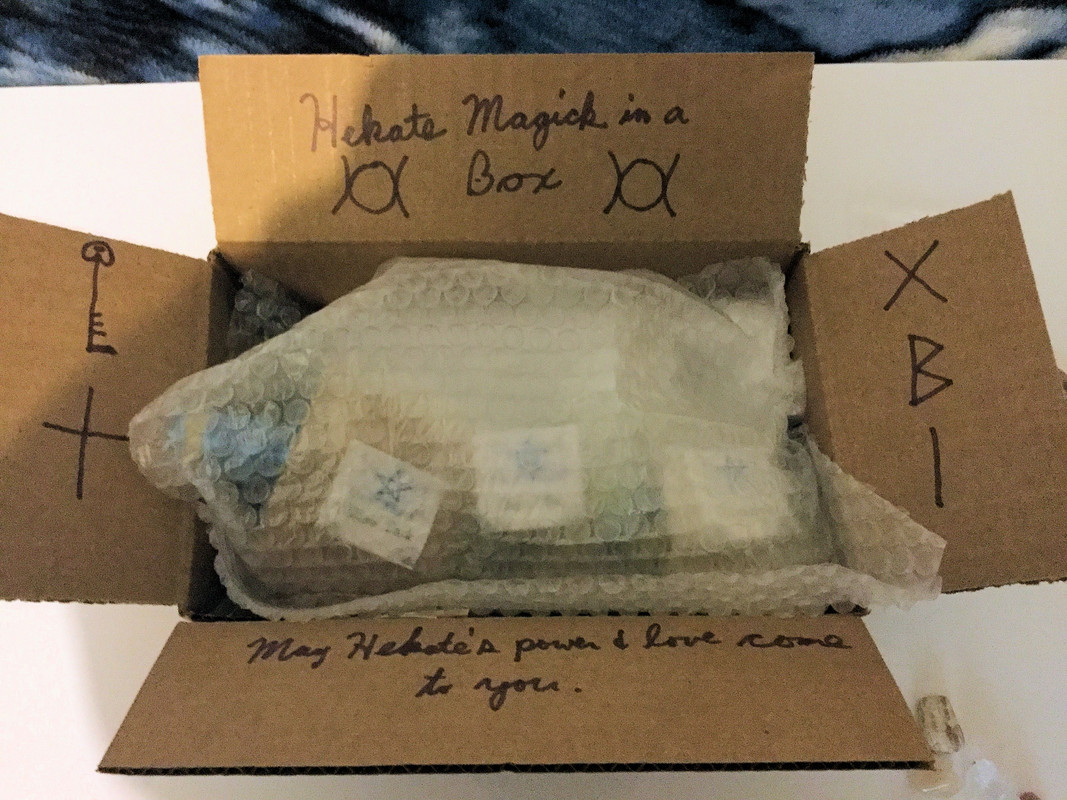 Hekate Magick in a
Box
X
B
I
May Hekate's power & love come
to you.